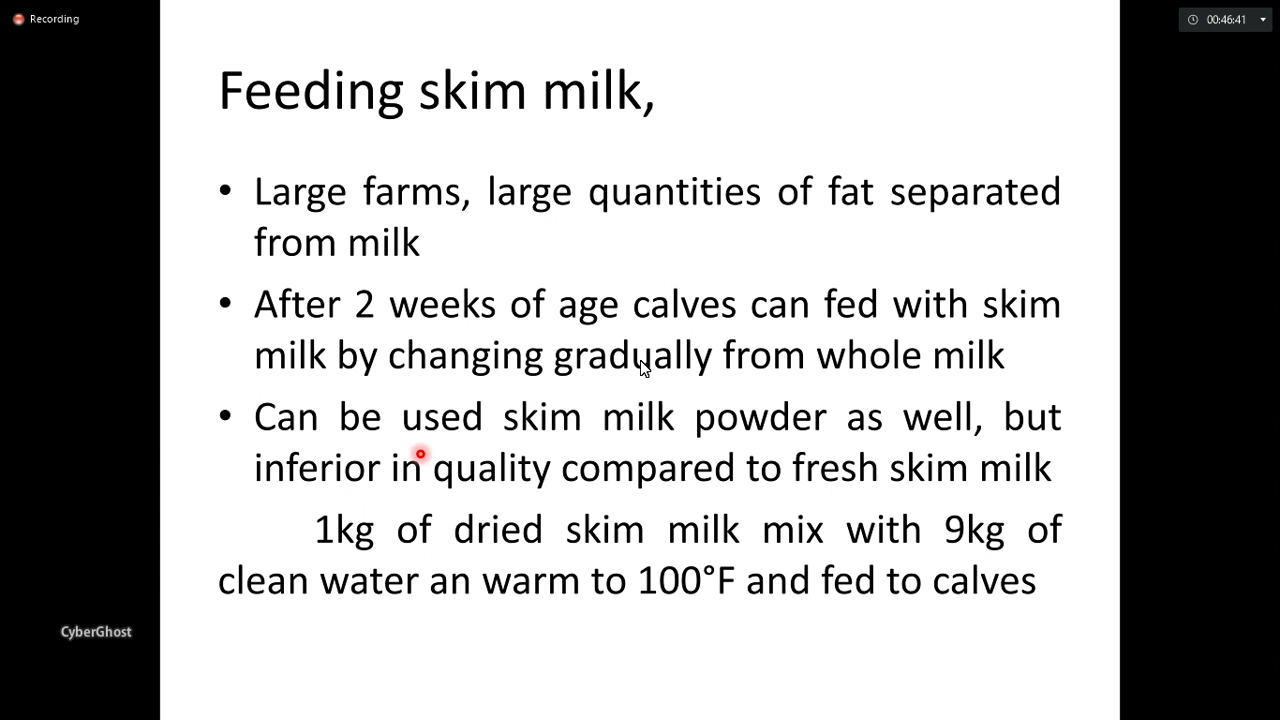 Recording
00:46:41
Feeding skim milk,
• Large farms, large quantities of fat separated
from milk
• After 2 weeks of age calves can fed with skim
milk by changing gradually from whole milk
• Can be used skim milk powder as well, but
inferior in quality compared to fresh skim milk
1kg of dried skim milk mix with 9kg of
clean water an warm to 100°F and fed to calves
CyberGhost